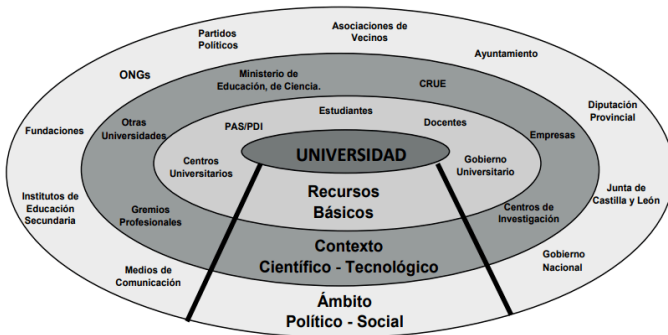 Asociaciones de
Vecinos
Partidos
Políticos
Ayuntamiento
ONGs
Ministerio de
Educación, de Ciencia.
CRUE
Diputación
Provincial
Estudiantes
Fundaciones
Otras
Universidades
PAS/PDI
Docentes
Empresas
UNIVERSIDAD
Centros
Universitarios
Gobierno
Universitario
Recursos
Básicos
Institutos de
Educación
Secundaria
Junta de
Castilla y León
Gremios
Profesionales
Centros de
Investigación
Contexto
Científico - Tecnológico
Gobierno
Nacional
Medios de
Comunicación
Ámbito
Político - Social